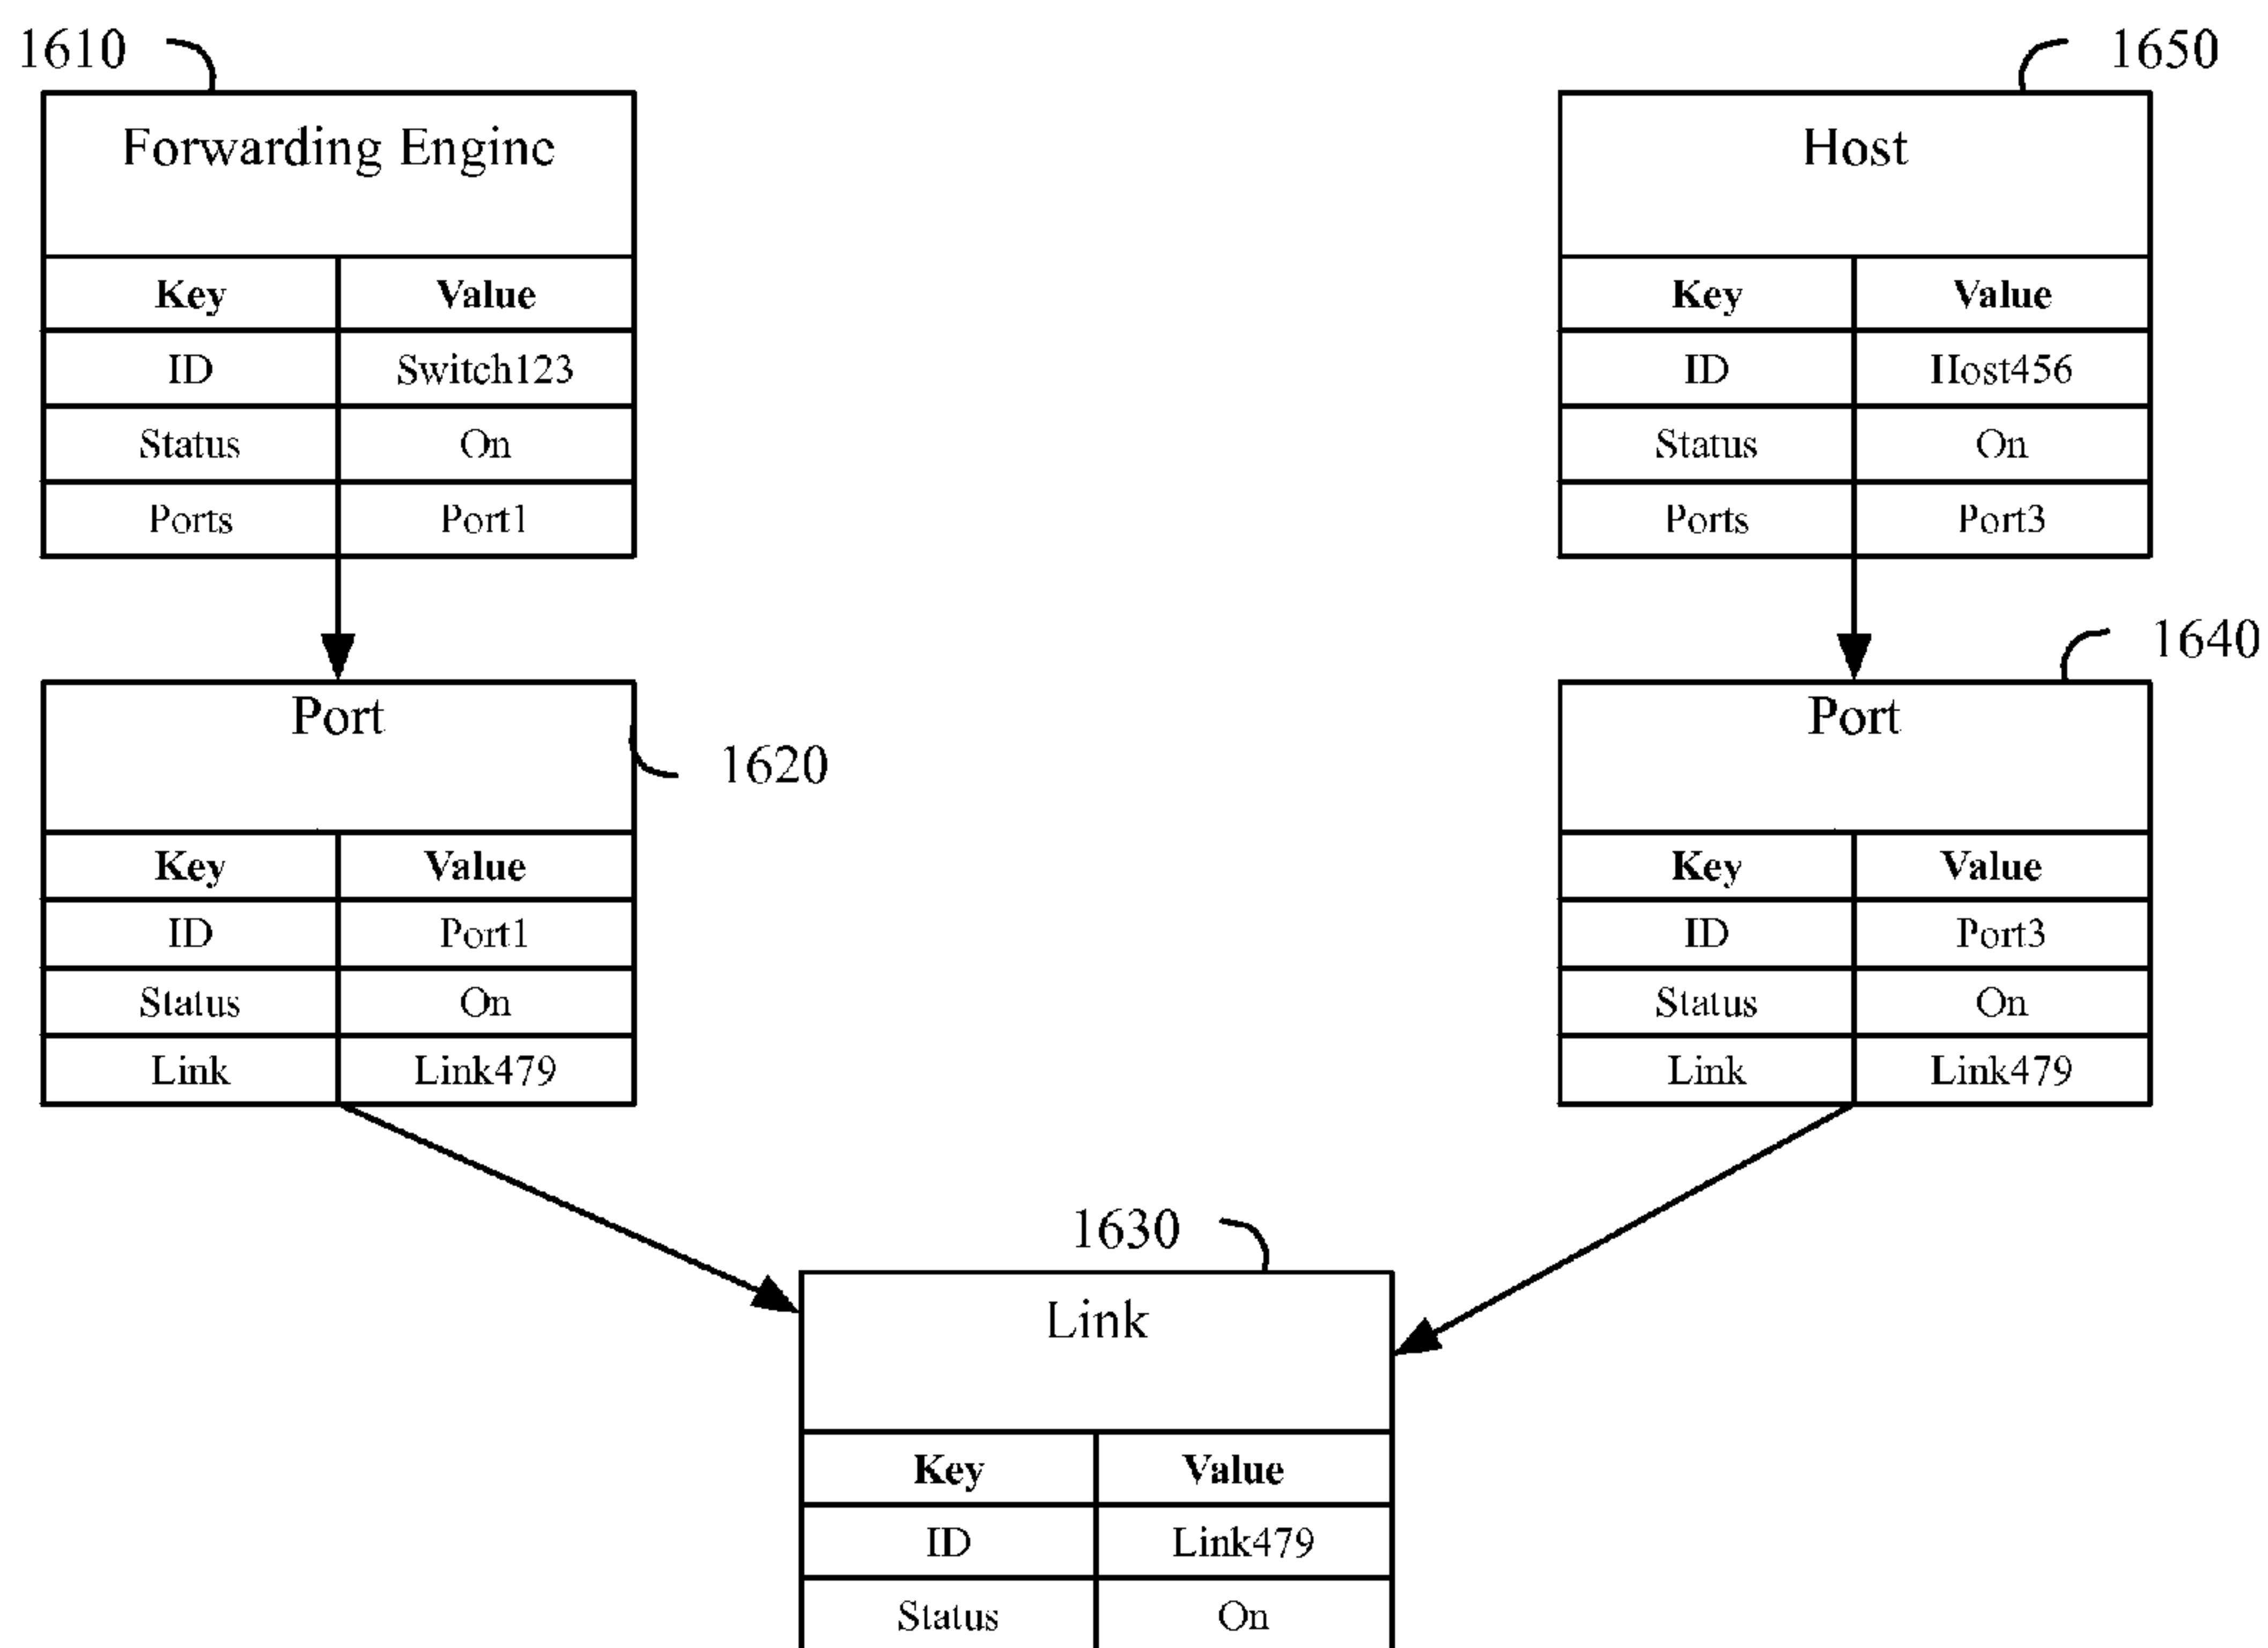 1610
Forwarding Engine
Key Value
ID Switch123
Status On
Ports Port1
1650
Host
Key Value
ID Host456
Status On
Ports Port3
1620
Port
Key Value
ID Port1
Status On
Link Link479
1640
Port
Key Value
ID Port3
Status On
Link Link479
1630
Link
Key Value
ID Link479
Status On